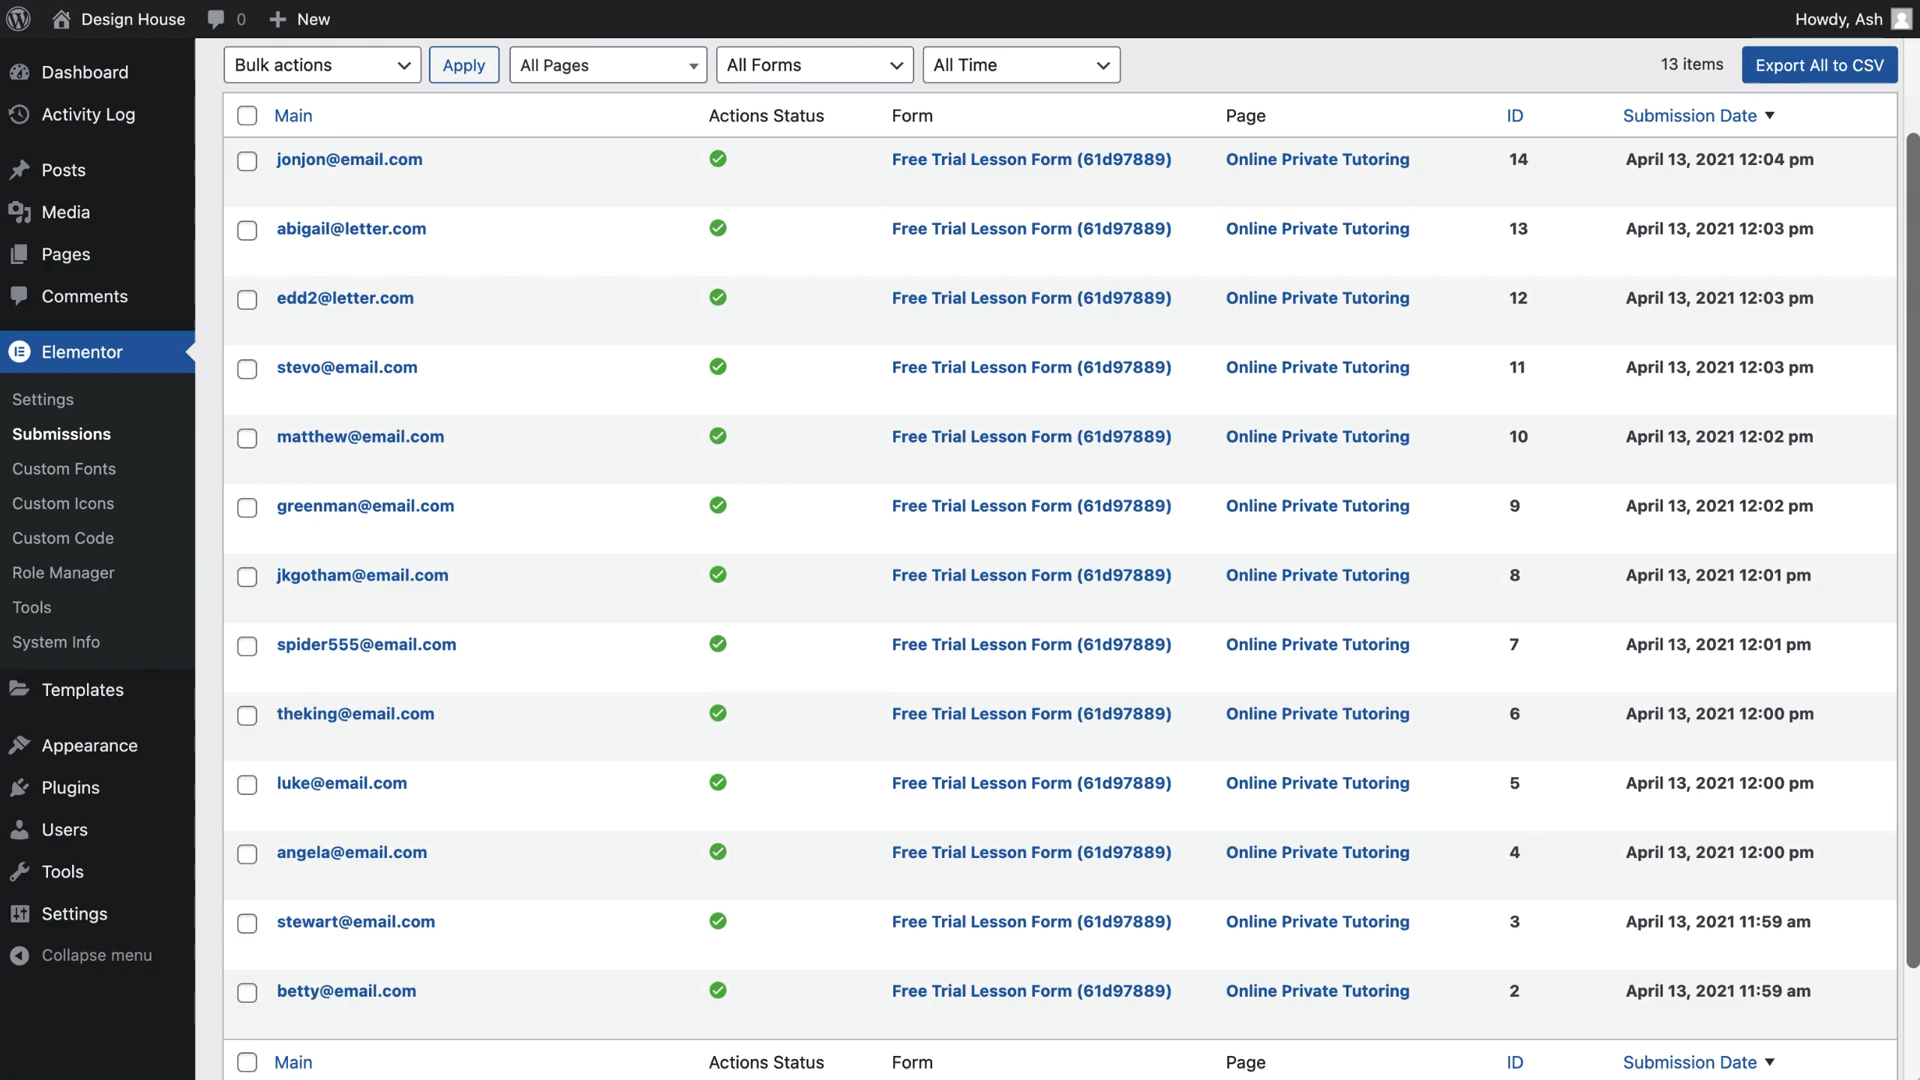 Design House 0 New Howdy, Ash
Dashboard
Activity Log
Posts
Media
Pages
Comments
Elementor
Settings
Submissions
Custom Fonts
Custom Icons
Custom Code
Role Manager
Tools
System Info
Templates
Appearance
Plugins
Users
Tools
Settings
Collapse menu
Bulk actions Apply All Pages All Forms All Time 13 items Export All to CSV
Main Actions Status Form Page ID Submission Date
jonjon@email.com Free Trial Lesson Form (61d97889) Online Private Tutoring 14 April 13, 2021 12:04 pm
abigail@letter.com Free Trial Lesson Form (61d97889) Online Private Tutoring 13 April 13, 2021 12:03 pm
edd2@letter.com Free Trial Lesson Form (61d97889) Online Private Tutoring 12 April 13, 2021 12:03 pm
stevo@email.com Free Trial Lesson Form (61d97889) Online Private Tutoring 11 April 13, 2021 12:03 pm
matthew@email.com Free Trial Lesson Form (61d97889) Online Private Tutoring 10 April 13, 2021 12:02 pm
greenman@email.com Free Trial Lesson Form (61d97889) Online Private Tutoring 9 April 13, 2021 12:02 pm
jkgotham@email.com Free Trial Lesson Form (61d97889) Online Private Tutoring 8 April 13, 2021 12:01 pm
spider555@email.com Free Trial Lesson Form (61d97889) Online Private Tutoring 7 April 13, 2021 12:01 pm
theking@email.com Free Trial Lesson Form (61d97889) Online Private Tutoring 6 April 13, 2021 12:00 pm
luke@email.com Free Trial Lesson Form (61d97889) Online Private Tutoring 5 April 13, 2021 12:00 pm
angela@email.com Free Trial Lesson Form (61d97889) Online Private Tutoring 4 April 13, 2021 12:00 pm
stewart@email.com Free Trial Lesson Form (61d97889) Online Private Tutoring 3 April 13, 2021 11:59 am
betty@email.com Free Trial Lesson Form (61d97889) Online Private Tutoring 2 April 13, 2021 11:59 am
Main Actions Status Form Page ID Submission Date